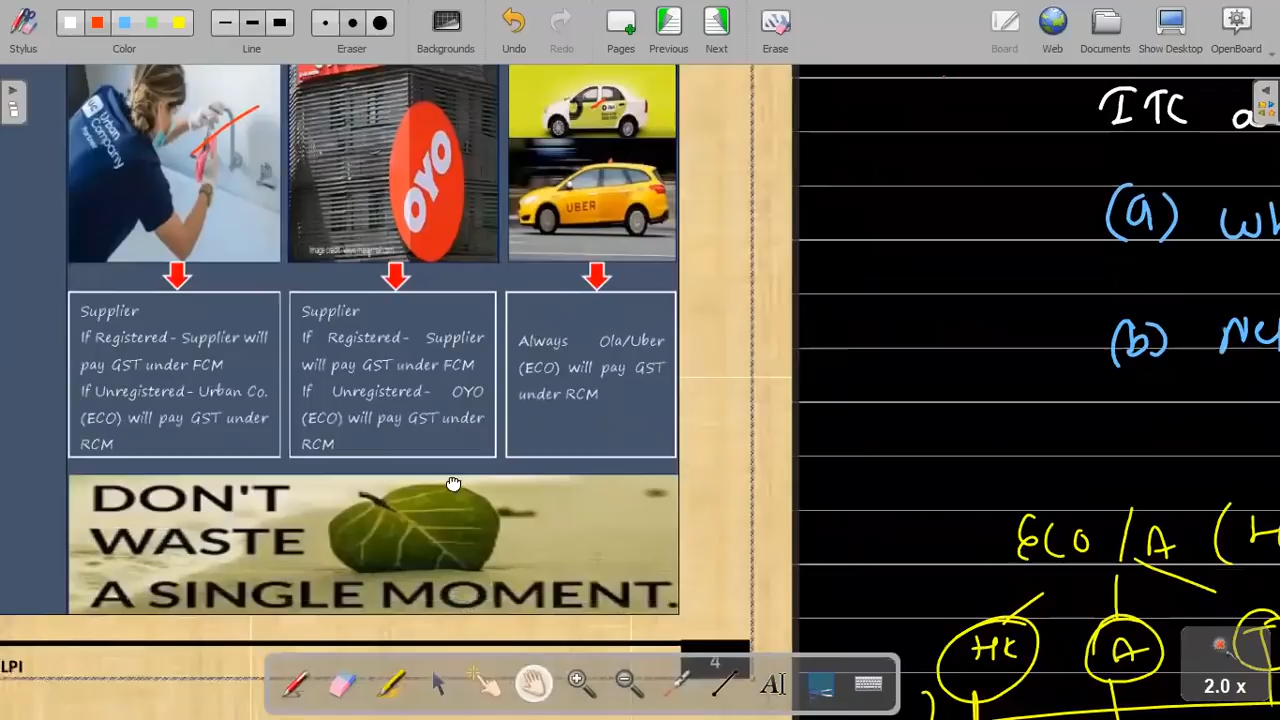 Stylus
Color
Line
Eraser
Backgrounds
Undo
Redo
Pages
Previous
Next
Erase
Board
Web
Documents
Show Desktop
OpenBoard
UC
Urban
Company
OYO
UBER
Supplier
If Registered- Supplier will
pay GST under FCM
If Unregistered- Urban Co.
(ECO) will pay GST under
RCM
Supplier
If Registered- Supplier
will pay GST under FCM
If Unregistered- OYO
(ECO) will pay GST under
RCM
Always Ola/Uber
(ECO) will pay GST
under RCM
DON'T
WASTE
A SINGLE MOMENT.
LPI
4
ITC
(a)
(b)
ECO / A (H
HK
A
2.0 x